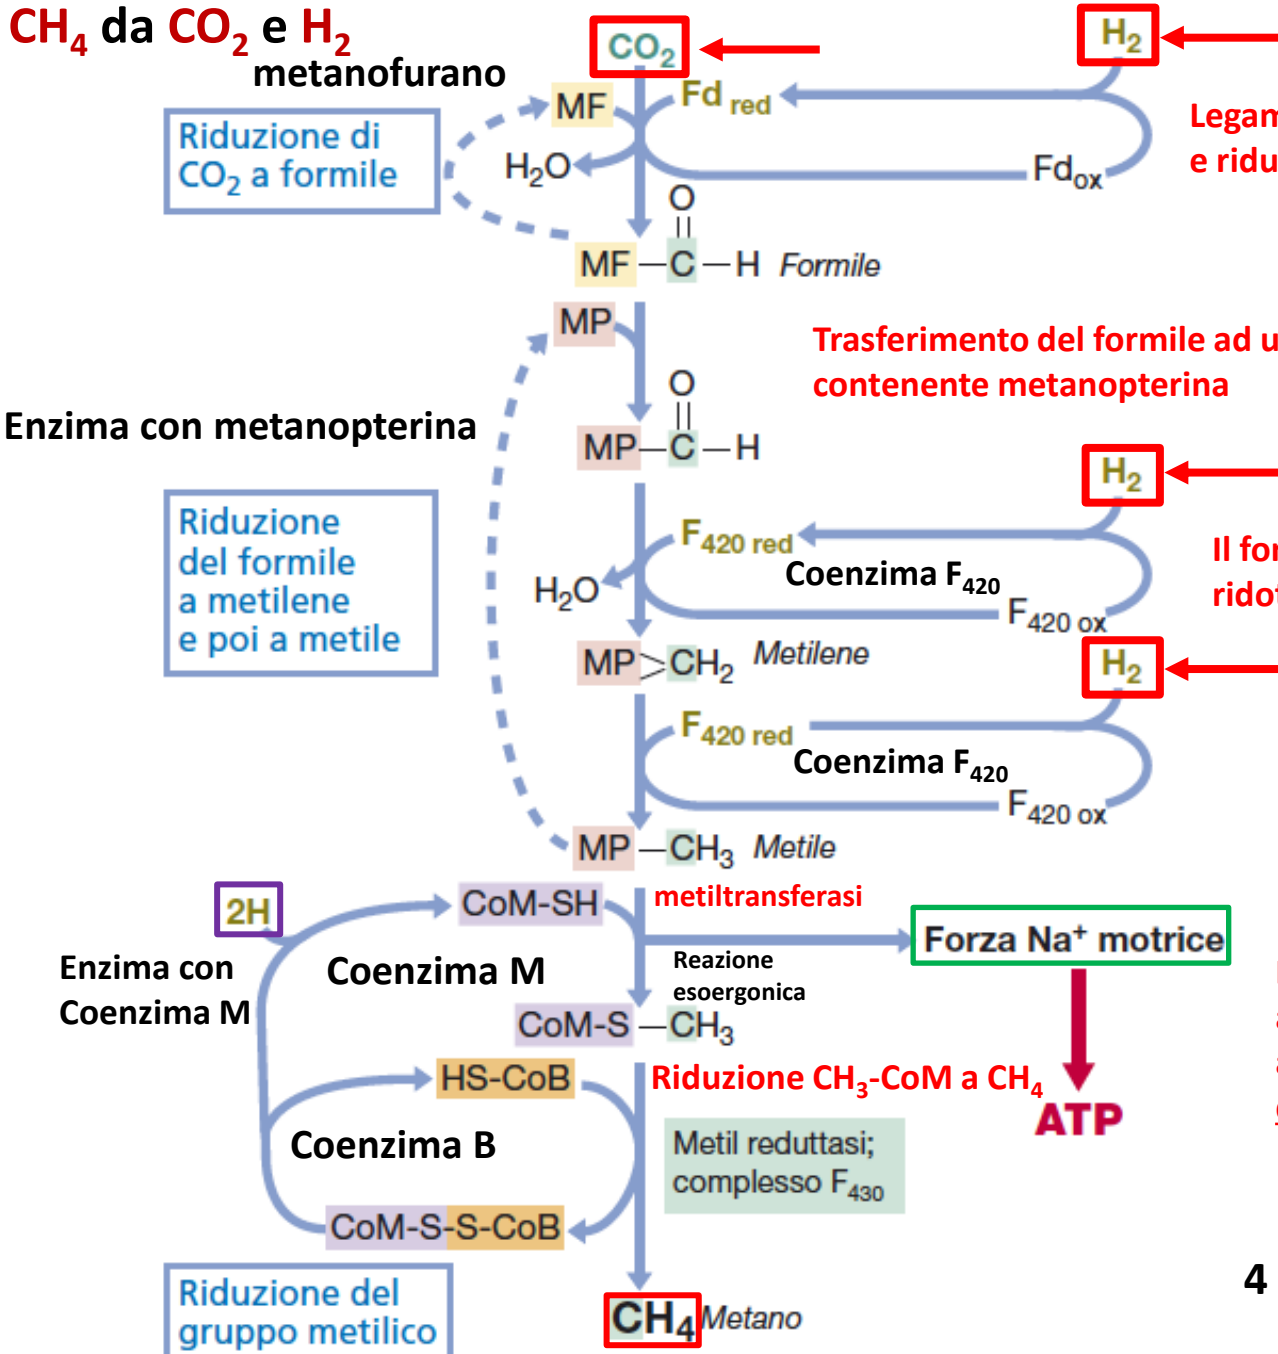 CH₄ da CO₂ e H₂
metanofurano
CO₂
H₂
MF
Fd red
Riduzione di
CO₂ a formile
H₂O
Fdox
Legam
e ridu
O
MF – C – H Formile
MP
Trasferimento del formile ad u
contenente metanopterina
O
Enzima con metanopterina
MP – C – H
H₂
Riduzione
del formile
a metilene
e poi a metile
F₄₂₀ red
Coenzima F₄₂₀
H₂O
F₄₂₀ ox
Il for
ridot
MP > CH₂ Metilene
H₂
F₄₂₀ red
Coenzima F₄₂₀
F₄₂₀ ox
MP – CH₃ Metile
2H
CoM-SH
metiltransferasi
Forza Na⁺ motrice
Enzima con
Coenzima M
Coenzima M
Reazione
esoergonica
CoM-S – CH₃
HS-CoB
Riduzione CH₃-CoM a CH₄
ATP
Coenzima B
Metil reduttasi;
complesso F₄₃₀
CoM-S-S-CoB
Riduzione del
gruppo metilico
CH₄ Metano
4